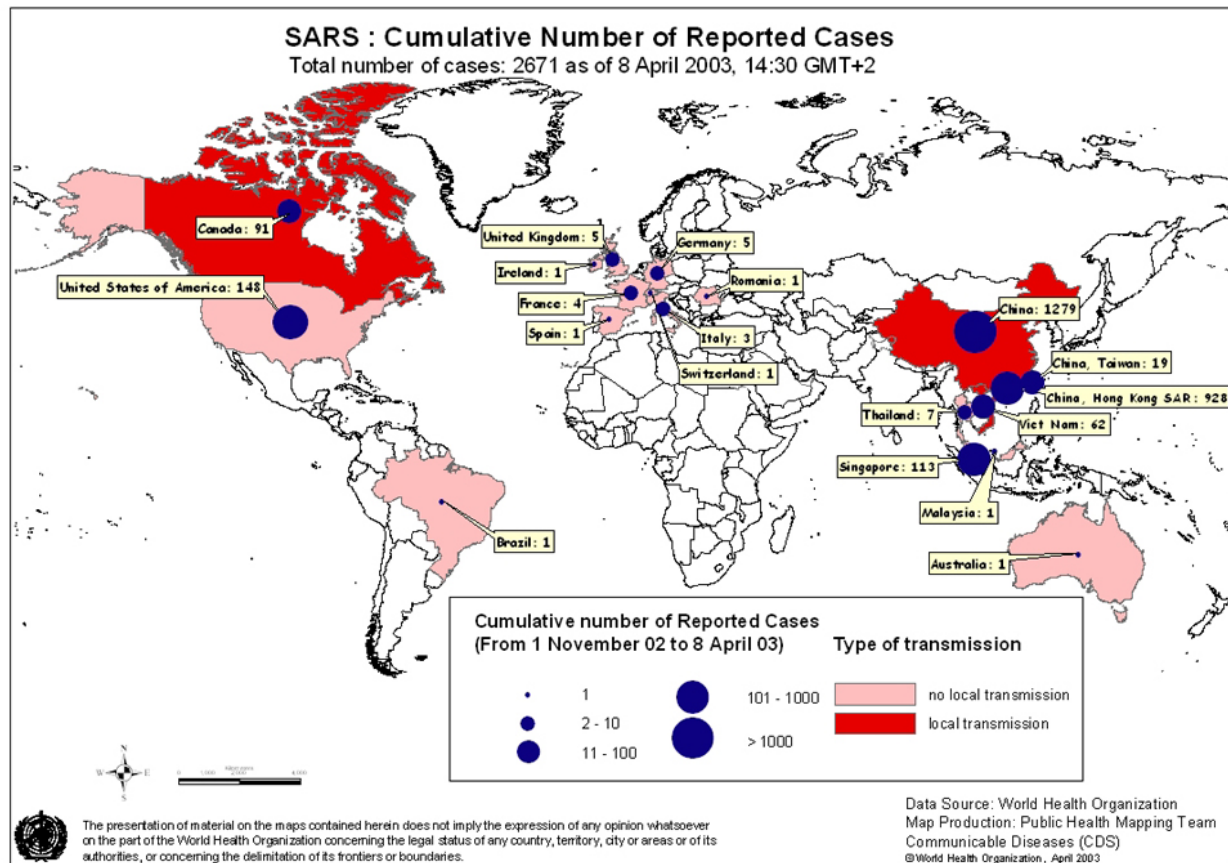 SARS : Cumulative Number of Reported Cases
Total number of cases: 2671 as of 8 April 2003, 14:30 GMT+2
Canada: 91
United States of America: 148
United Kingdom: 5
Germany: 5
Ireland: 1
Romania: 1
France: 4
Spain: 1
Italy: 3
Switzerland: 1
China: 1279
China, Taiwan: 19
China, Hong Kong SAR: 928
Thailand: 7
Viet Nam: 62
Singapore: 113
Malaysia: 1
Brazil: 1
Australia: 1
Cumulative number of Reported Cases
(From 1 November 02 to 8 April 03)
1
2 - 10
11 - 100
101 - 1000
> 1000
Type of transmission
no local transmission
local transmission
N
W
E
S
Kilometers
0 1,000 2,000 4,000
The presentation of material on the maps contained herein does not imply the expression of any opinion whatsoever
on the part of the World Health Organization concerning the legal status of any country, territory, city or areas or of its
authorities, or concerning the delimitation of its frontiers or boundaries.
Data Source: World Health Organization
Map Production: Public Health Mapping Team
Communicable Diseases (CDS)
©World Health Organization, April 2003